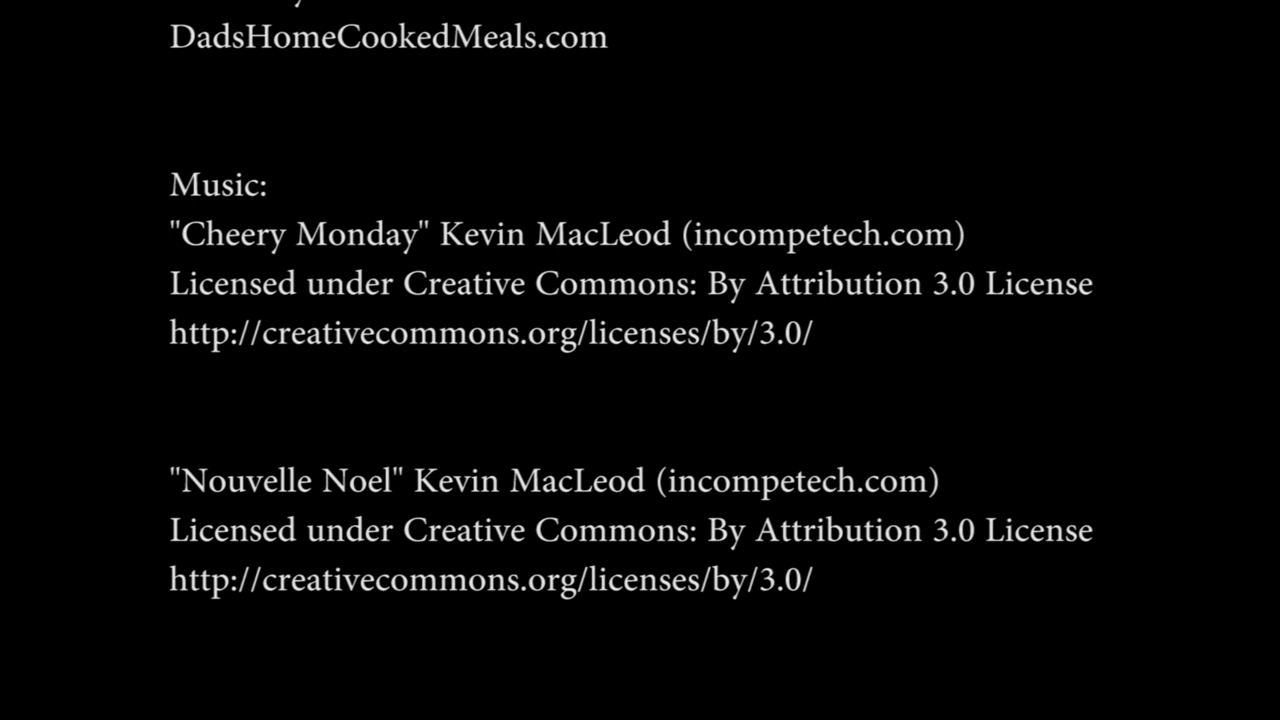 DadsHomeCookedMeals.com
Music:
"Cheery Monday" Kevin MacLeod (incompetech.com)
Licensed under Creative Commons: By Attribution 3.0 License
http://creativecommons.org/licenses/by/3.0/
"Nouvelle Noel" Kevin MacLeod (incompetech.com)
Licensed under Creative Commons: By Attribution 3.0 License
http://creativecommons.org/licenses/by/3.0/